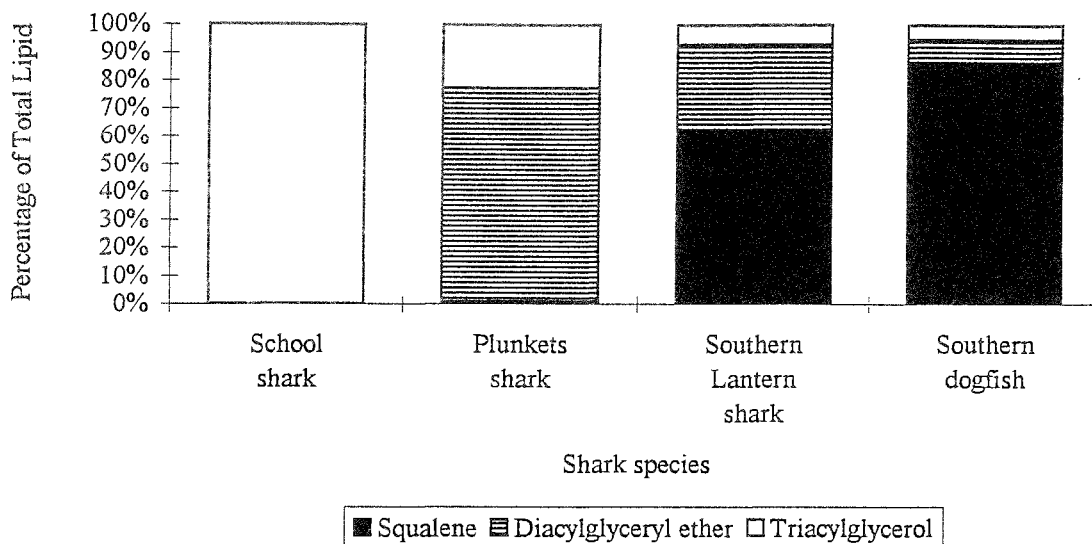 Percentage of Total Lipid
100%
90%
80%
70%
60%
50%
40%
30%
20%
10%
0%
School
shark
Plunkets
shark
Southern
Lantern
shark
Southern
dogfish
Shark species
Squalene Diacylglyceryl ether Triacylglycerol